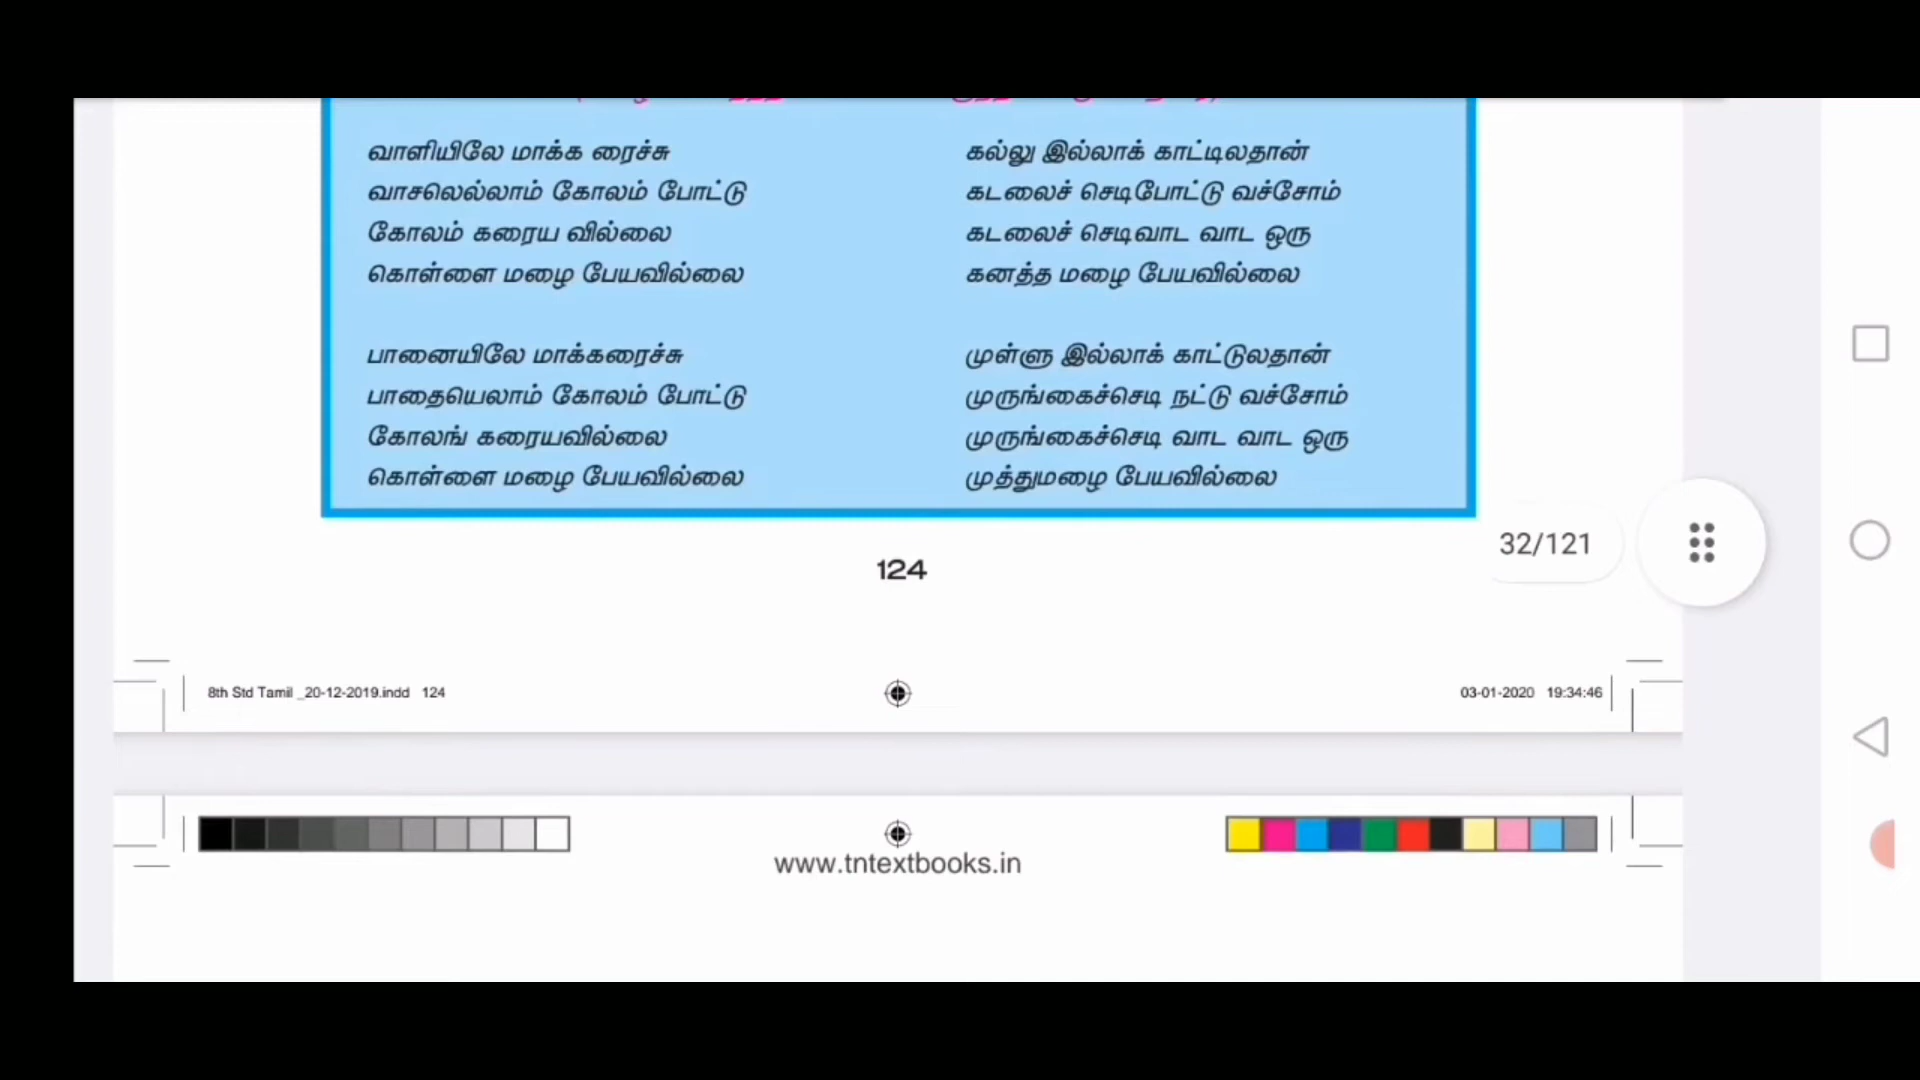 வாளியிலே மாக்க ரைச்சு
வாசலெல்லாம் கோலம் போட்டு
கோலம் கரைய வில்லை
கொள்ளை மழை பேயவில்லை
பானையிலே மாக்கரைச்சு
பாதையெலாம் கோலம் போட்டு
கோலங் கரையவில்லை
கொள்ளை மழை பேயவில்லை
கல்லு இல்லாக் காட்டிலதான்
கடலைச் செடிபோட்டு வச்சோம்
கடலைச் செடிவாட வாட ஒரு
கனத்த மழை பேயவில்லை
முள்ளு இல்லாக் காட்டுலதான்
முருங்கைச்செடி நட்டு வச்சோம்
முருங்கைச்செடி வாட வாட ஒரு
முத்துமழை பேயவில்லை
32/121
124
8th Std Tamil _20-12-2019.indd 124
03-01-2020 19:34:46
www.tntextbooks.in